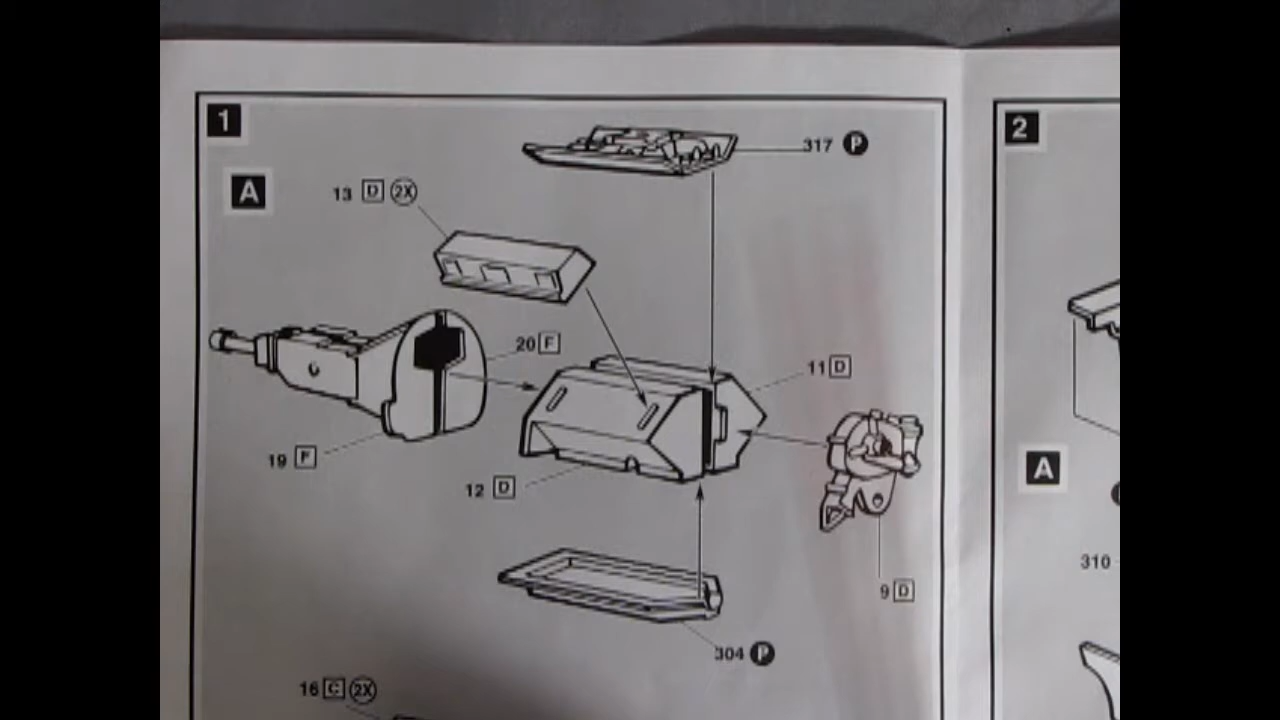 1
2
317 P
A
13 D 2X
20 F
11 D
19 F
12 D
A
310
9 D
304 P
16 C 2X